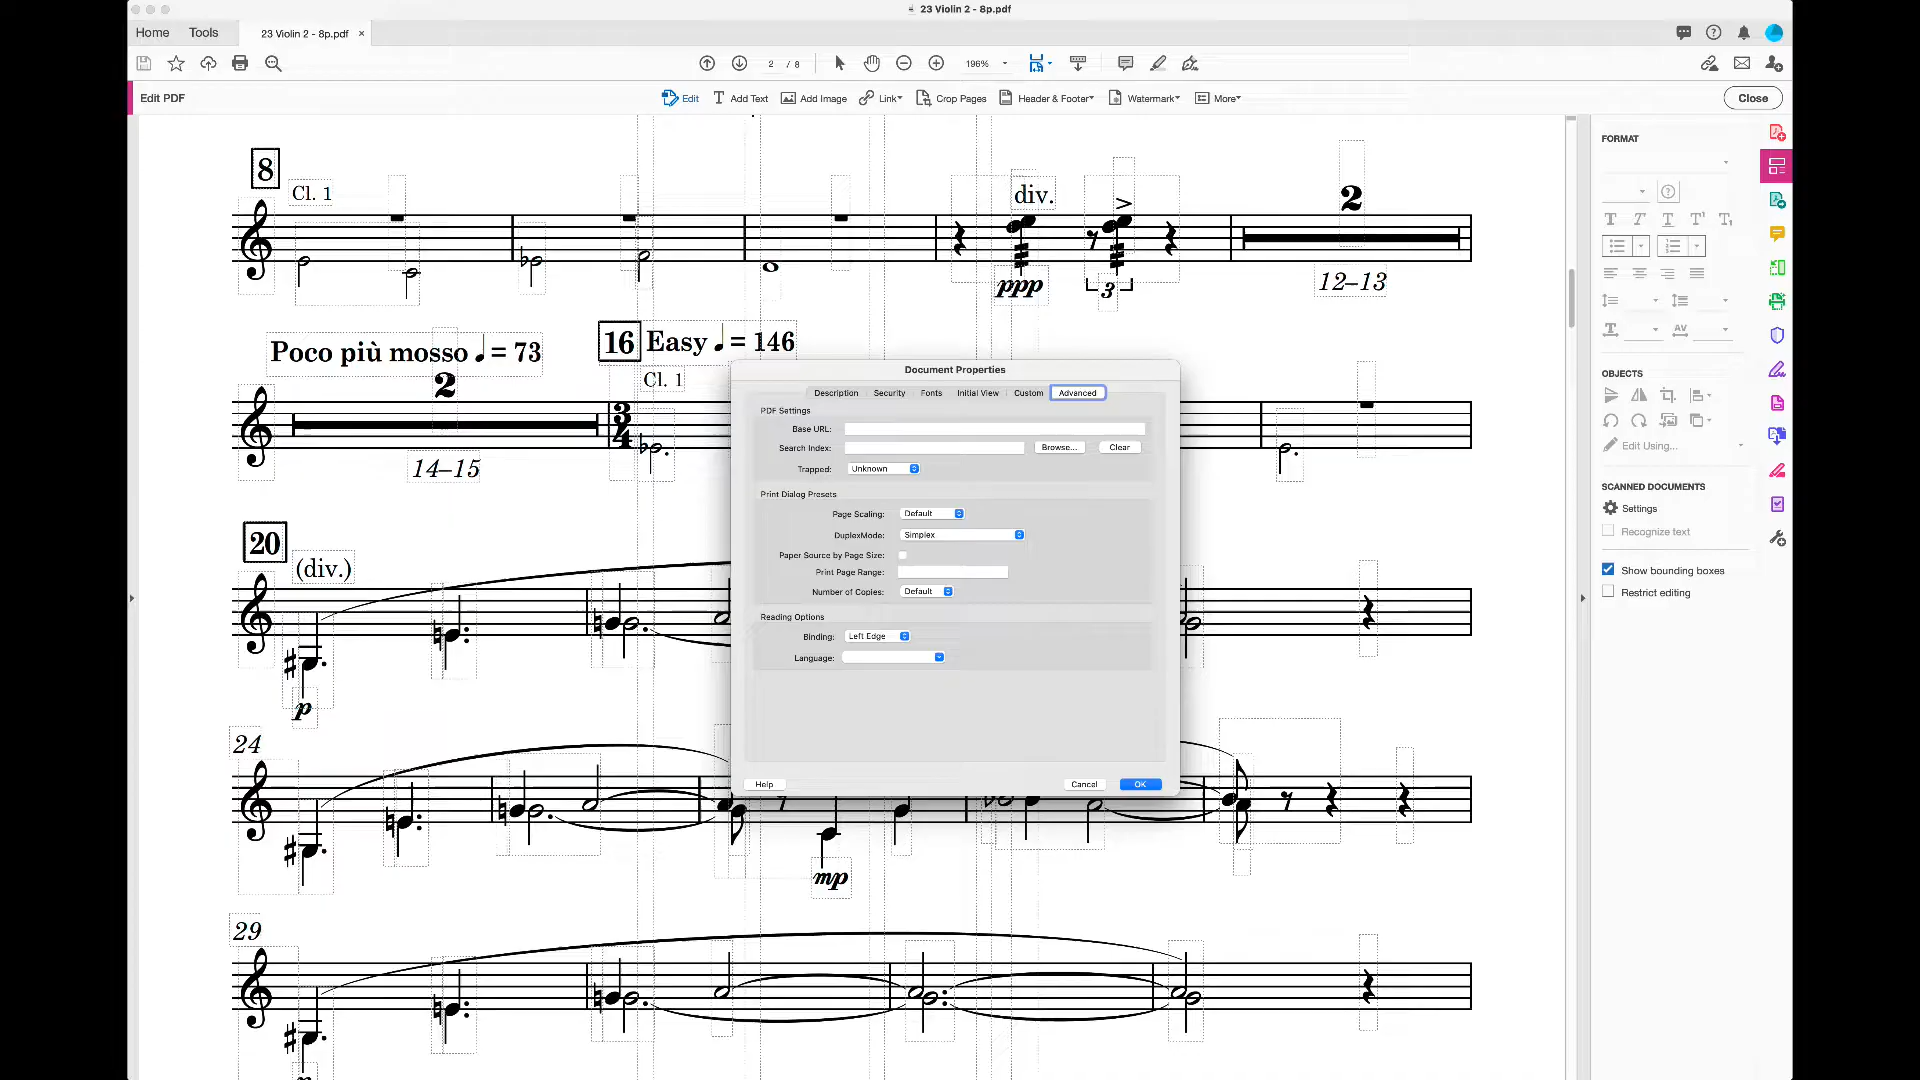 23 Violin 2 - 8p.pdf
Home Tools 23 Violin 2 - 8p.pdf ×
2 / 8 196%
Edit PDF Edit Add Text Add Image Link Crop Pages Header & Footer Watermark More Close
FORMAT
8 Cl. 1 div. > 2
ppp 3 12–13
Poco più mosso ♩ = 73 16 Easy ♩ = 146
2 Cl. 1
3
4
14–15
20 (div.)
p
24
mp
29
Document Properties
Description Security Fonts Initial View Custom Advanced
PDF Settings
Base URL:
Search Index: Browse... Clear
Trapped: Unknown
Print Dialog Presets
Page Scaling: Default
DuplexMode: Simplex
Paper Source by Page Size:
Print Page Range:
Number of Copies: Default
Reading Options
Binding: Left Edge
Language:
Help Cancel OK
OBJECTS
Edit Using...
SCANNED DOCUMENTS
Settings
Recognize text
Show bounding boxes
Restrict editing